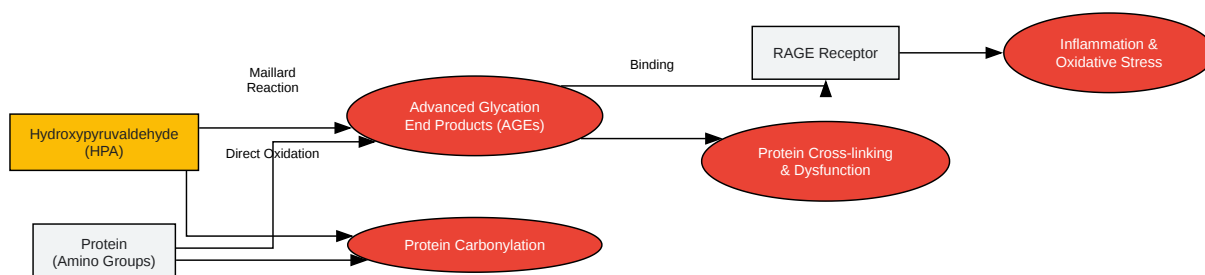 Inflammation &
Oxidative Stress
RAGE Receptor
Binding
Maillard
Reaction
Advanced Glycation
End Products (AGEs)
Hydroxypyruvaldehyde
(HPA)
Direct Oxidation
Protein Cross-linking
& Dysfunction
Protein
(Amino Groups)
Protein Carbonylation